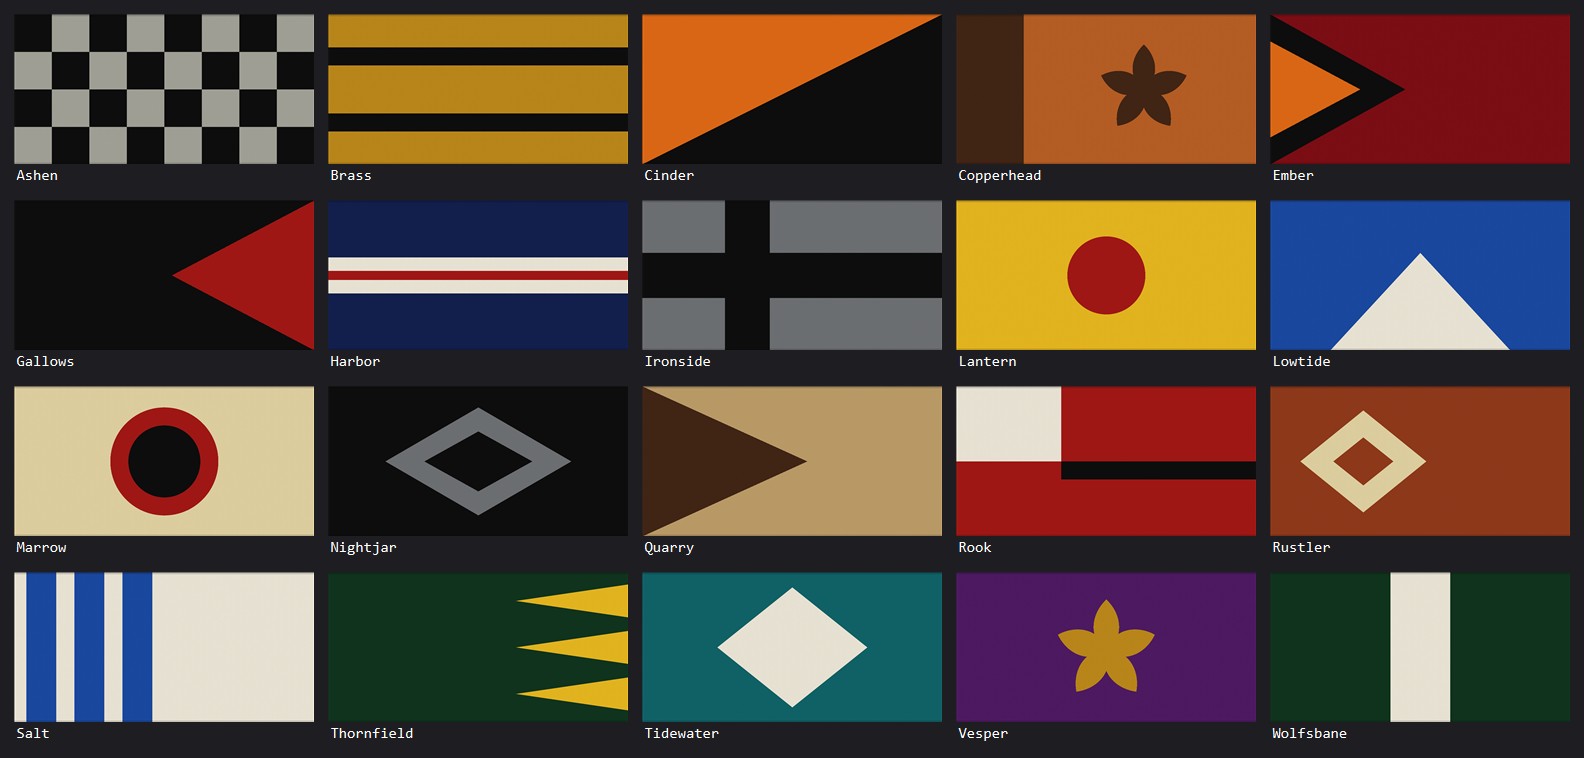 Ashen
Brass
Cinder
Copperhead
Ember
Gallows
Harbor
Ironside
Lantern
Lowtide
Marrow
Nightjar
Quarry
Rook
Rustler
Salt
Thornfield
Tidewater
Vesper
Wolfsbane